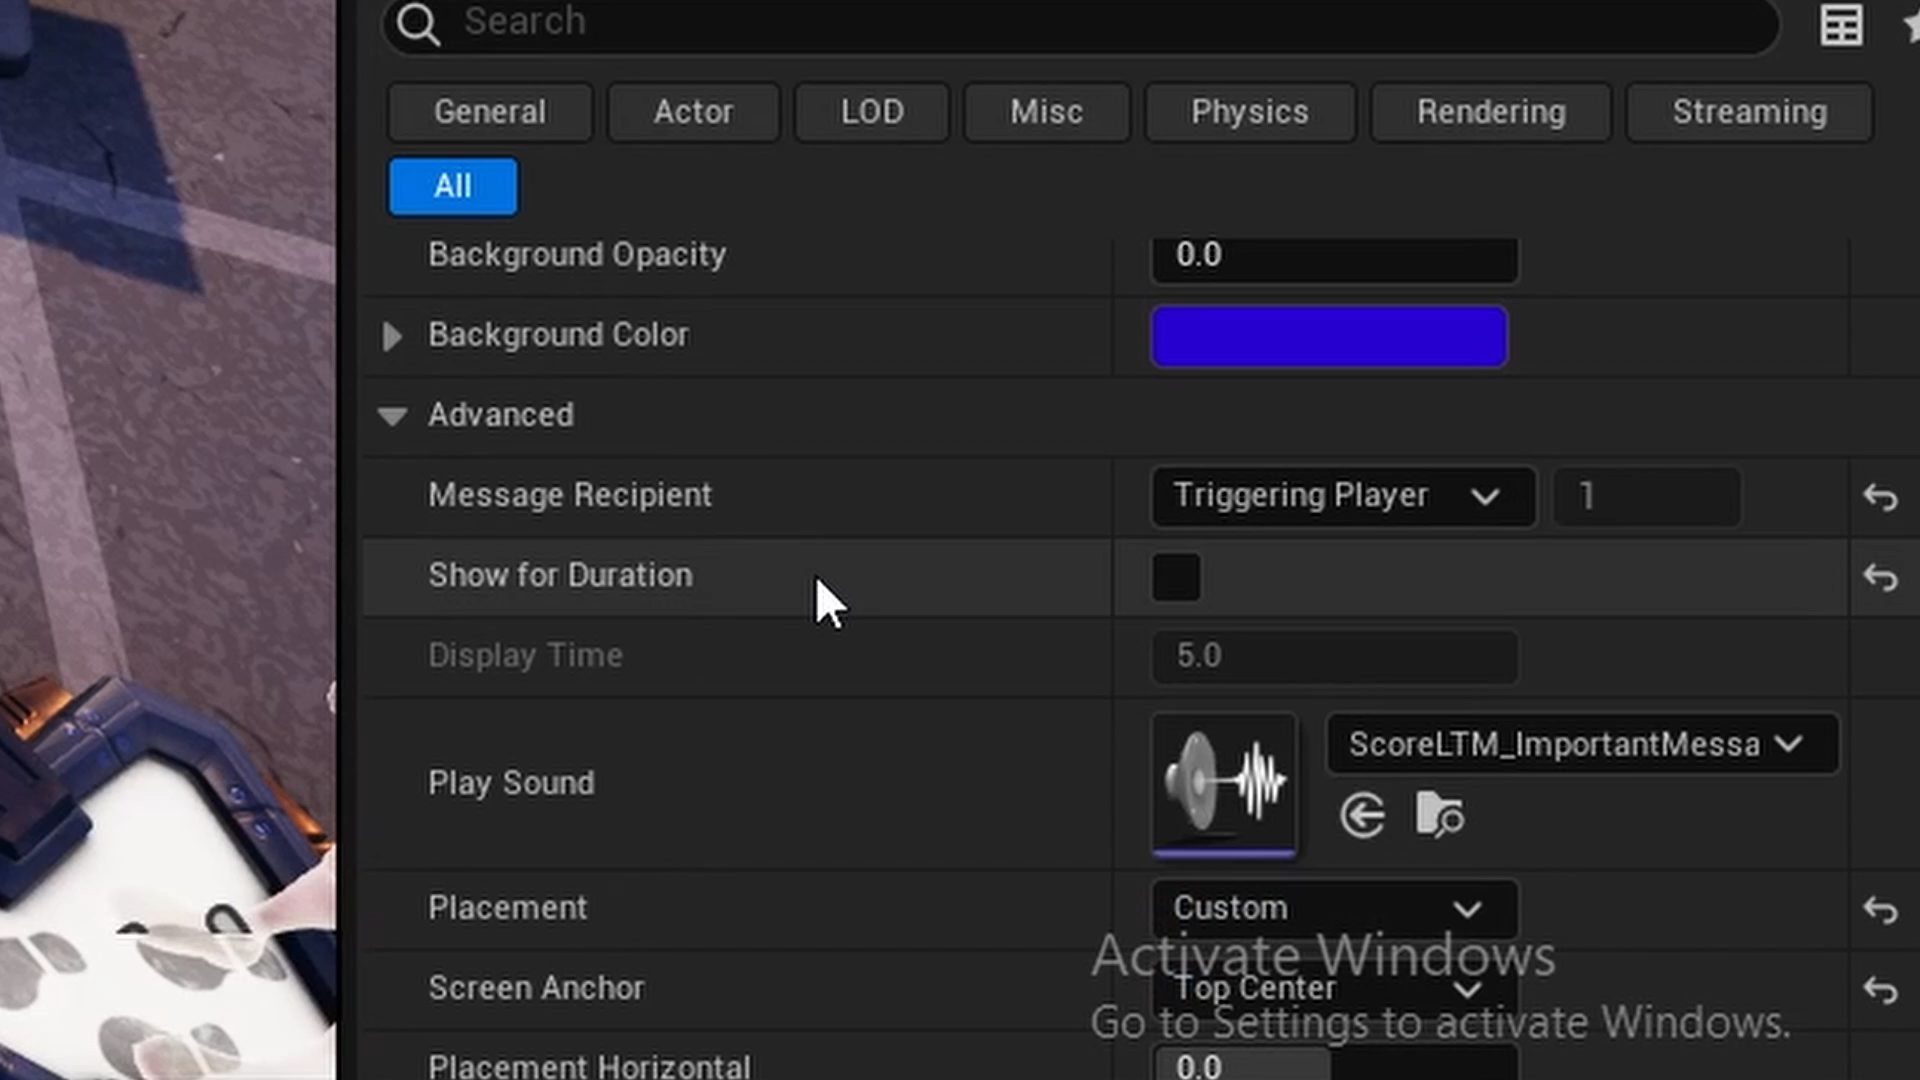 Search
General Actor LOD Misc Physics Rendering Streaming
All
Background Opacity 0.0
Background Color
Advanced
Message Recipient Triggering Player 1
Show for Duration
Display Time 5.0
Play Sound ScoreLTM_ImportantMessa
Placement Custom
Activate Windows
Screen Anchor Top Center
Go to Settings to activate Windows.
Placement Horizontal 0.0